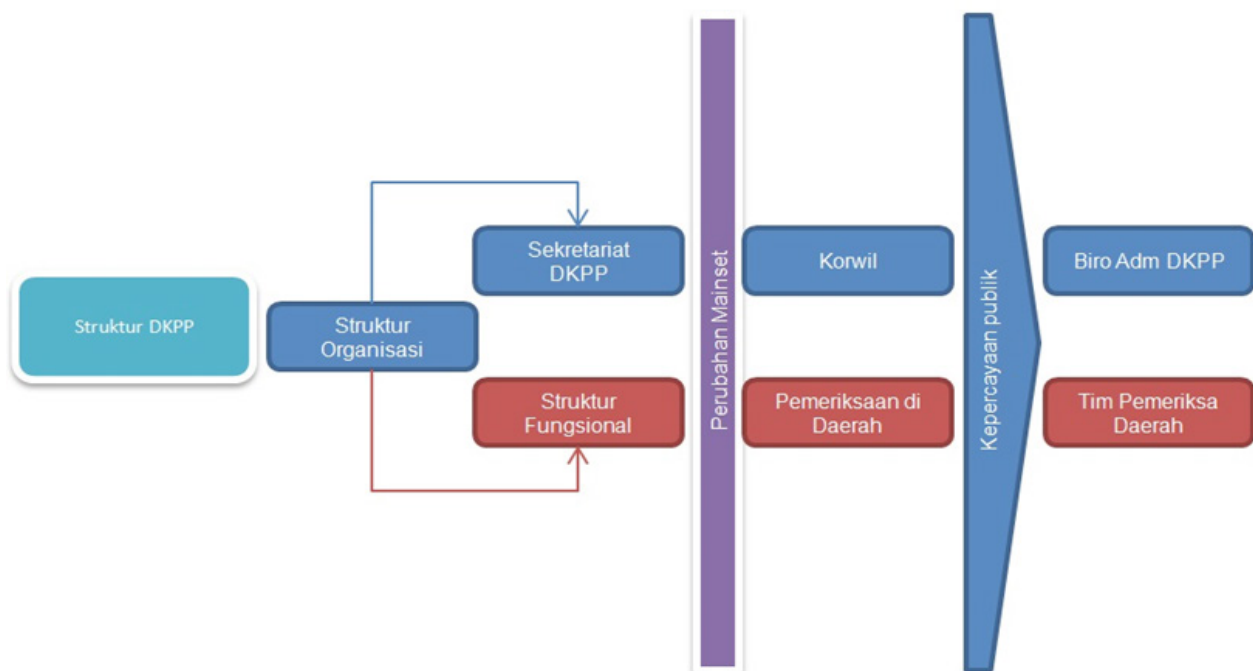 Struktur DKPP
Struktur
Organisasi
Sekretariat
DKPP
Struktur
Fungsional
Perubahan Mainset
Korwil
Pemeriksaan di
Daerah
Kepercayaan publik
Biro Adm DKPP
Tim Pemeriksa
Daerah